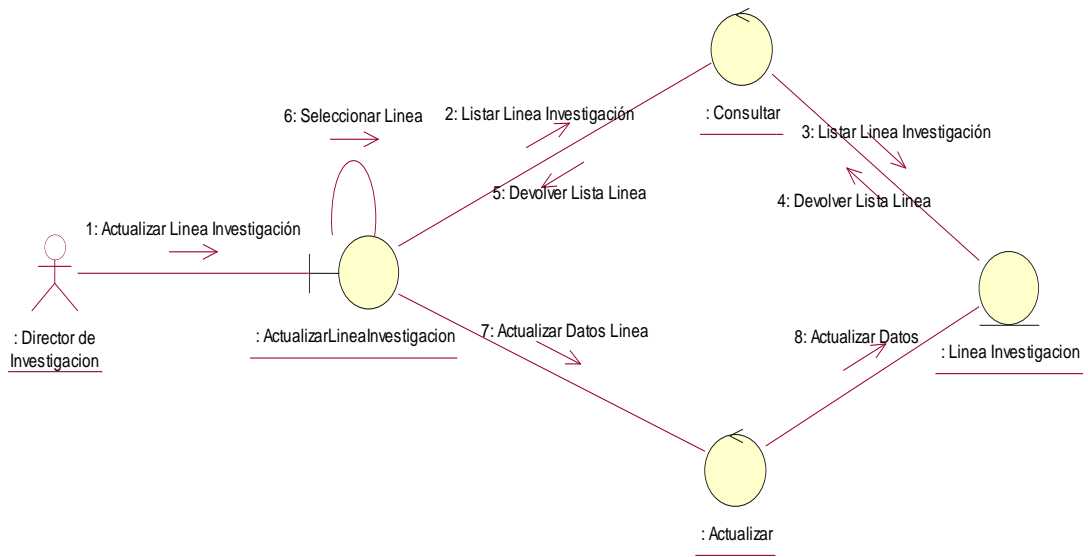 6: Seleccionar Linea
2: Listar Linea Investigación
: Consultar
3: Listar Linea Investigación
5: Devolver Lista Linea
4: Devolver Lista Linea
1: Actualizar Linea Investigación
: Director de
Investigacion
: ActualizarLineaInvestigacion
7: Actualizar Datos Linea
8: Actualizar Datos
: Linea Investigacion
: Actualizar